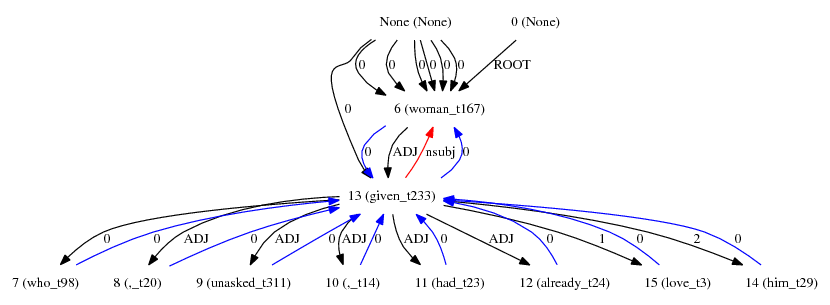 None (None) 0 (None)
0 0 0 0 0 0 ROOT
0
6 (woman_t167)
0 ADJ nsubj 0
13 (given_t233)
0 0 ADJ 0 ADJ 0 ADJ 0 ADJ 0 ADJ 0 1 0 2 0
7 (who_t98) 8 (,_t20) 9 (unasked_t311) 10 (,_t14) 11 (had_t23) 12 (already_t24) 15 (love_t3) 14 (him_t29)